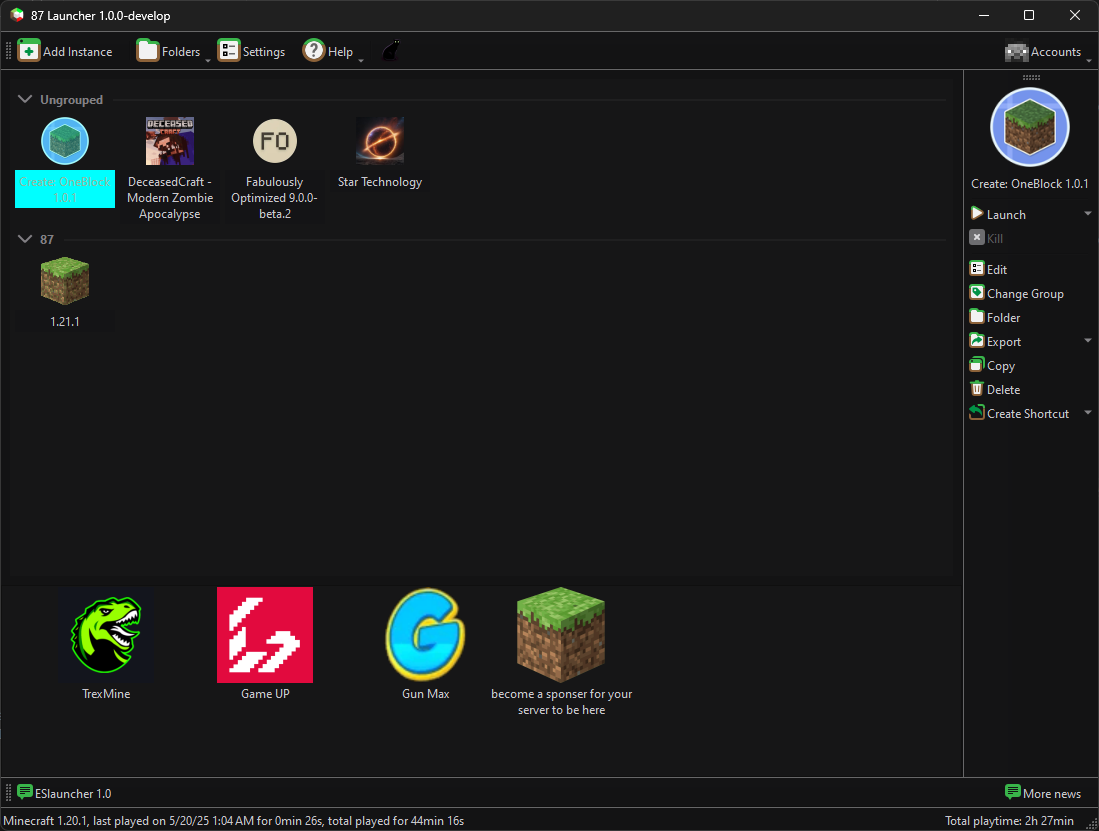 87 Launcher 1.0.0-develop
Add Instance
Folders
Settings
Help
Accounts
Ungrouped
Create: OneBlock
1.0.1
DECEASED
CRAFT
DeceasedCraft -
Modern Zombie
Apocalypse
FO
Fabulously
Optimized 9.0.0-
beta.2
Star Technology
87
1.21.1
Create: OneBlock 1.0.1
Launch
Kill
Edit
Change Group
Folder
Export
Copy
Delete
Create Shortcut
TrexMine
Game UP
G
Gun Max
become a sponser for your
server to be here
ESlauncher 1.0
More news
Minecraft 1.20.1, last played on 5/20/25 1:04 AM for 0min 26s, total played for 44min 16s
Total playtime: 2h 27min